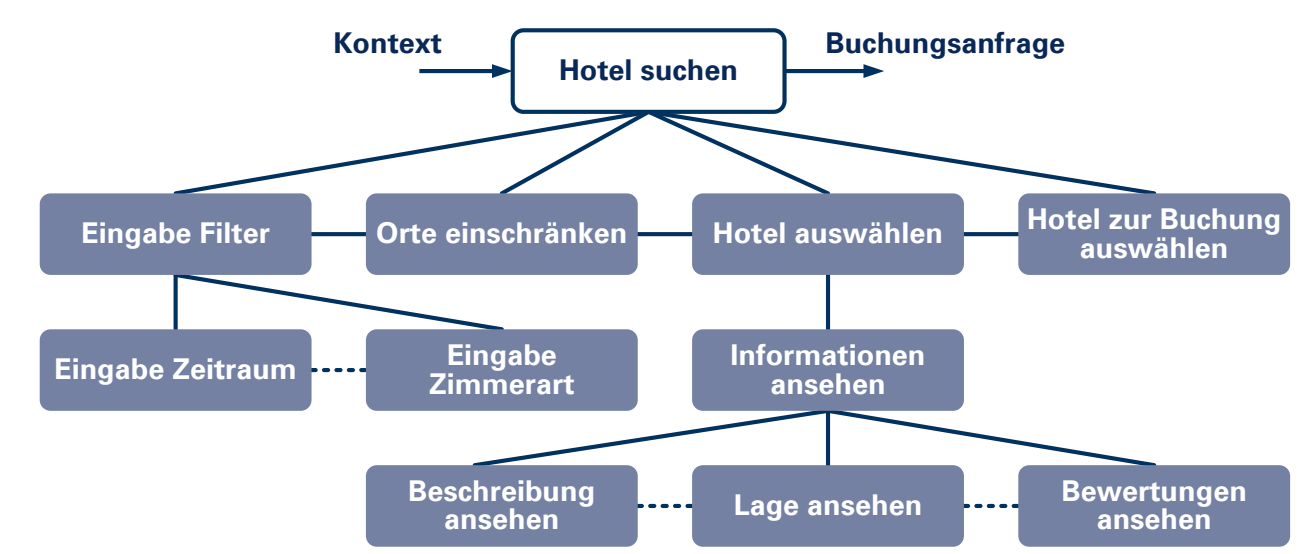 Kontext
Hotel suchen
Buchungsanfrage
Eingabe Filter
Orte einschränken
Hotel auswählen
Hotel zur Buchung
auswählen
Eingabe Zeitraum
Eingabe
Zimmerart
Informationen
ansehen
Beschreibung
ansehen
Lage ansehen
Bewertungen
ansehen